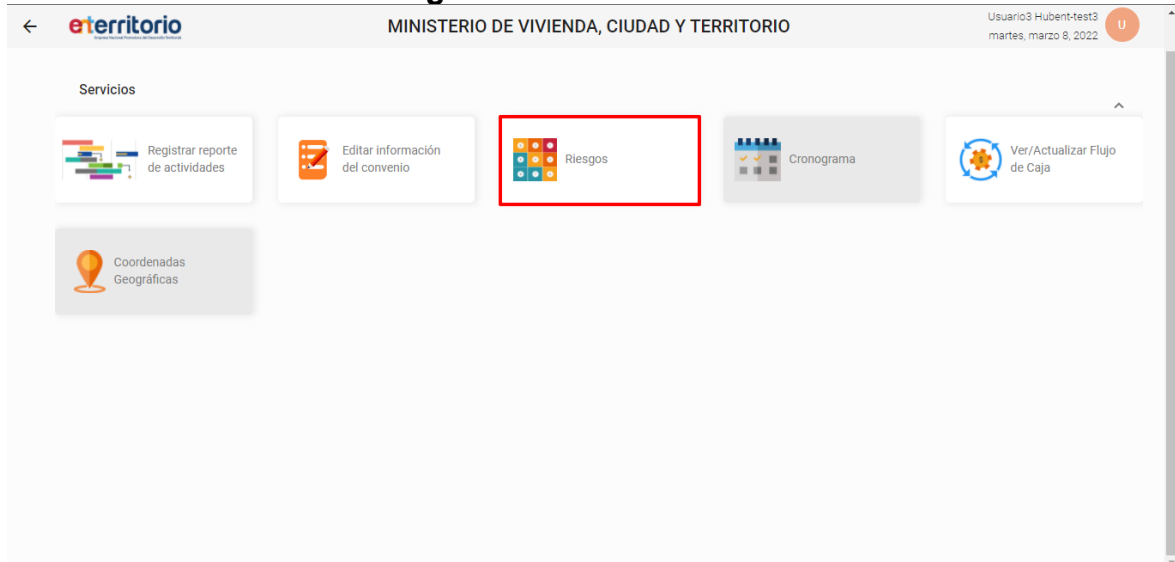 enterritorio
MINISTERIO DE VIVIENDA, CIUDAD Y TERRITORIO
Usuario3 Hubent-test3
martes, marzo 8, 2022
U
Servicios
Registrar reporte
de actividades
Editar información
del convenio
Riesgos
Cronograma
Ver/Actualizar Flujo
de Caja
Coordenadas
Geográficas